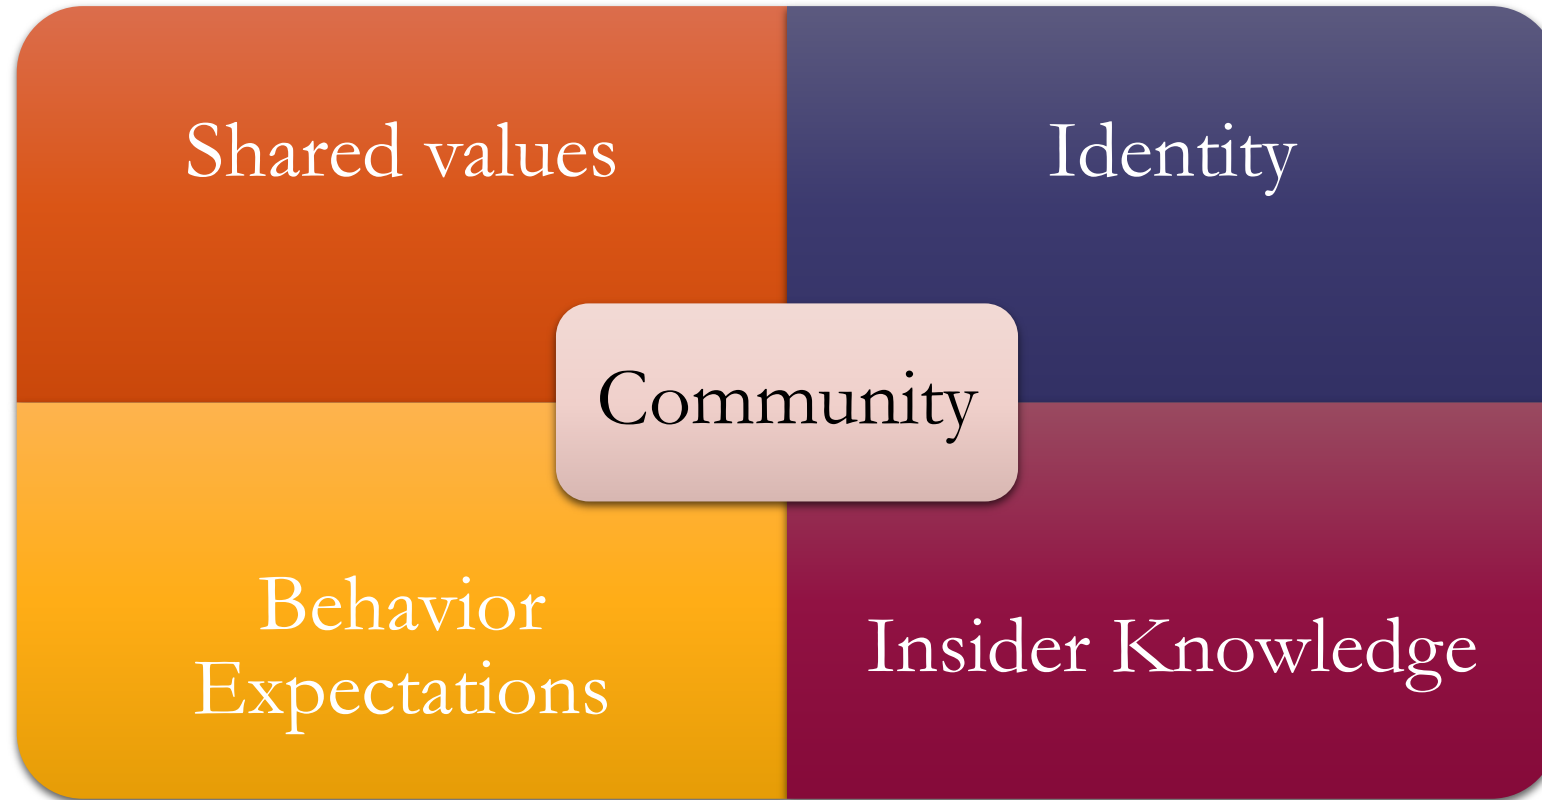 Shared values
Identity
Community
Behavior
Expectations
Insider Knowledge